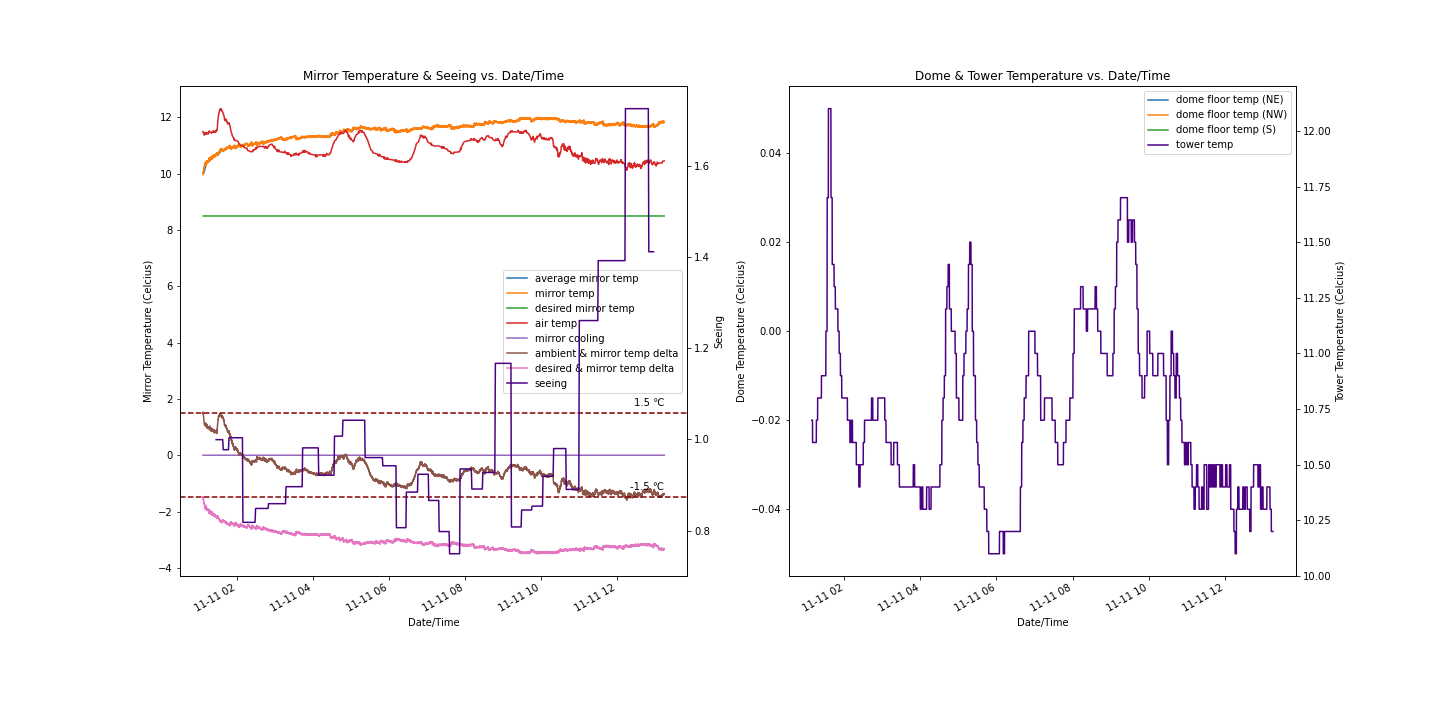 Mirror Temperature & Seeing vs. Date/Time
12
10
8
6
4
2
0
−2
−4
Mirror Temperature (Celcius)
average mirror temp
mirror temp
desired mirror temp
air temp
mirror cooling
ambient & mirror temp delta
desired & mirror temp delta
seeing
1.5 ℃
-1.5 ℃
1.6
1.4
1.2
1.0
0.8
Seeing
11-11 02
11-11 04
11-11 06
11-11 08
11-11 10
11-11 12
Date/Time
Dome & Tower Temperature vs. Date/Time
0.04
0.02
0.00
−0.02
−0.04
Dome Temperature (Celcius)
dome floor temp (NE)
dome floor temp (NW)
dome floor temp (S)
tower temp
12.00
11.75
11.50
11.25
11.00
10.75
10.50
10.25
10.00
Tower Temperature (Celcius)
11-11 02
11-11 04
11-11 06
11-11 08
11-11 10
11-11 12
Date/Time